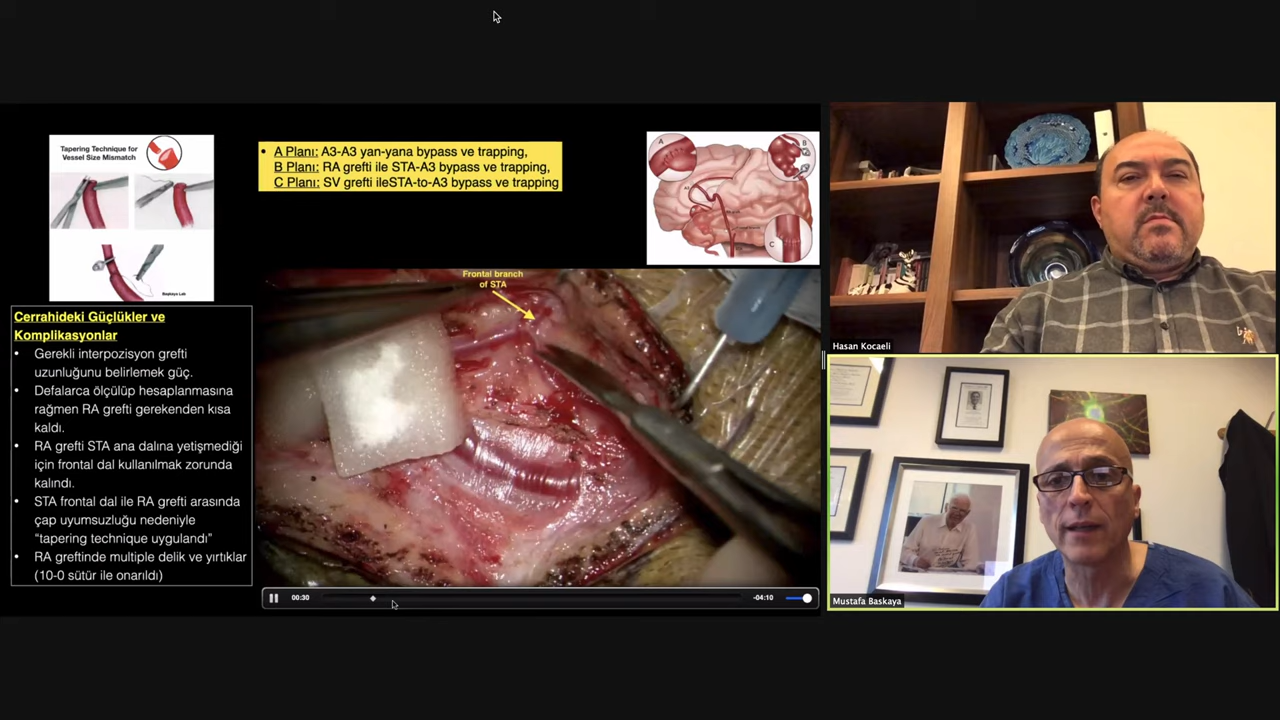 Tapering Technique for
Vessel Size Mismatch
Başkaya Lab
• A Planı: A3-A3 yan-yana bypass ve trapping,
B Planı: RA grefti ile STA-A3 bypass ve trapping,
C Planı: SV grefti ileSTA-to-A3 bypass ve trapping
A
B
C
Cerrahideki Güçlükler ve
Komplikasyonlar
• Gerekli interpozisyon grefti
uzunluğunu belirlemek güç.
• Defalarca ölçülüp hesaplanmasına
rağmen RA grefti gerekenden kısa
kaldı.
• RA grefti STA ana dalına yetişmediği
için frontal dal kullanılmak zorunda
kalındı.
• STA frontal dal ile RA grefti arasında
çap uyumsuzluğu nedeniyle
“tapering technique uygulandı”
• RA greftinde multiple delik ve yırtıklar
(10-0 sütür ile onarıldı)
Frontal branch
of STA
00:30
-04:10
Hasan Kocaeli
Mustafa Baskaya